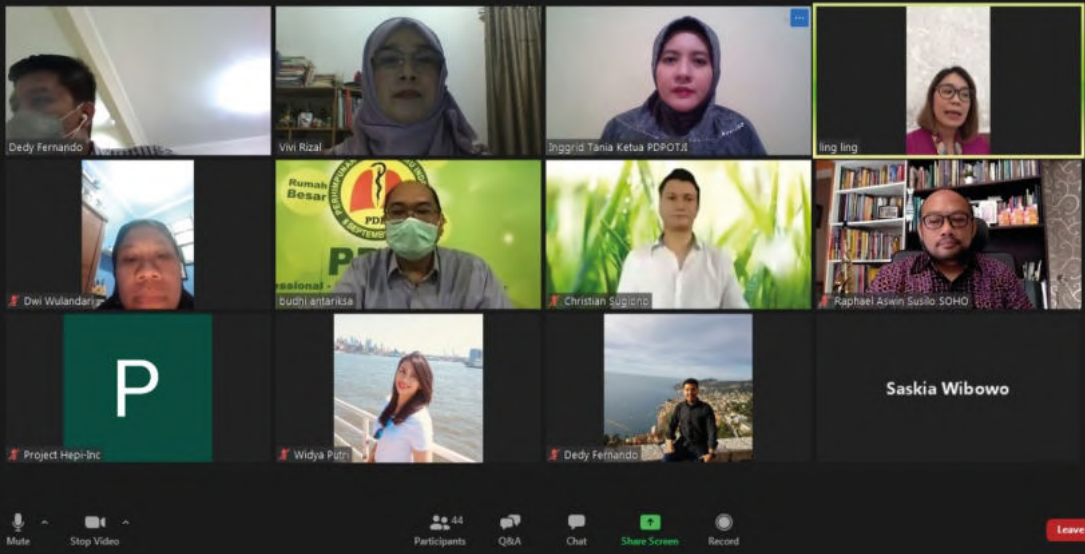 Dedy Fernando
Vivi Rizal
Inggrid Tania Ketua PDPOTJI
ling ling
Rumah
Besar
Dwi Wulandari
budhi antariksa
Christian Sugiono
Raphael Aswin Susilo SOHO
P
Project Hepi-Inc
Widya Putri
Dedy Fernando
Saskia Wibowo
Mute
Stop Video
44
Participants
Q&A
Chat
Share Screen
Record
Leave